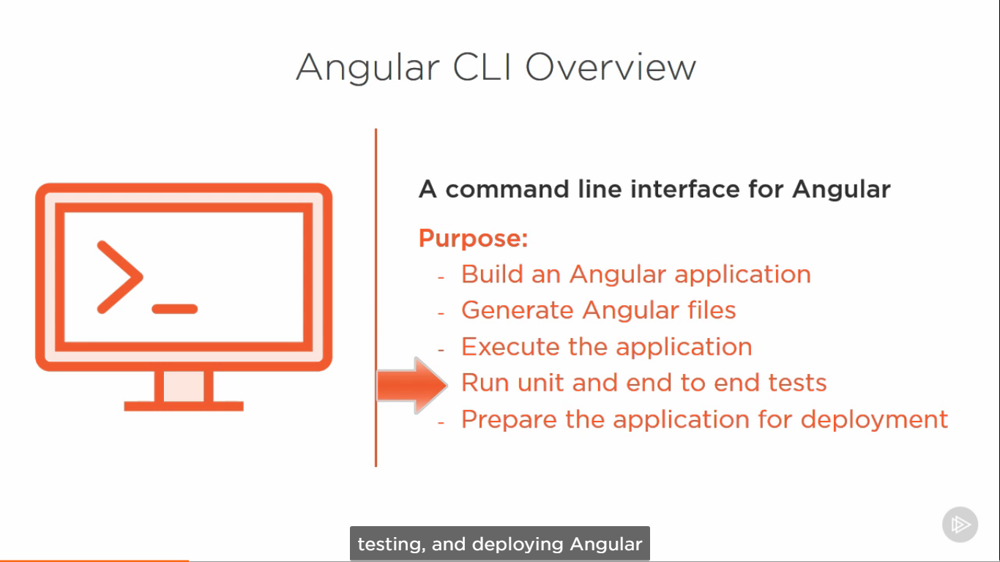 Angular CLI Overview
A command line interface for Angular
Purpose:
- Build an Angular application
- Generate Angular files
- Execute the application
Run unit and end to end tests
- Prepare the application for deployment
testing, and deploying Angular